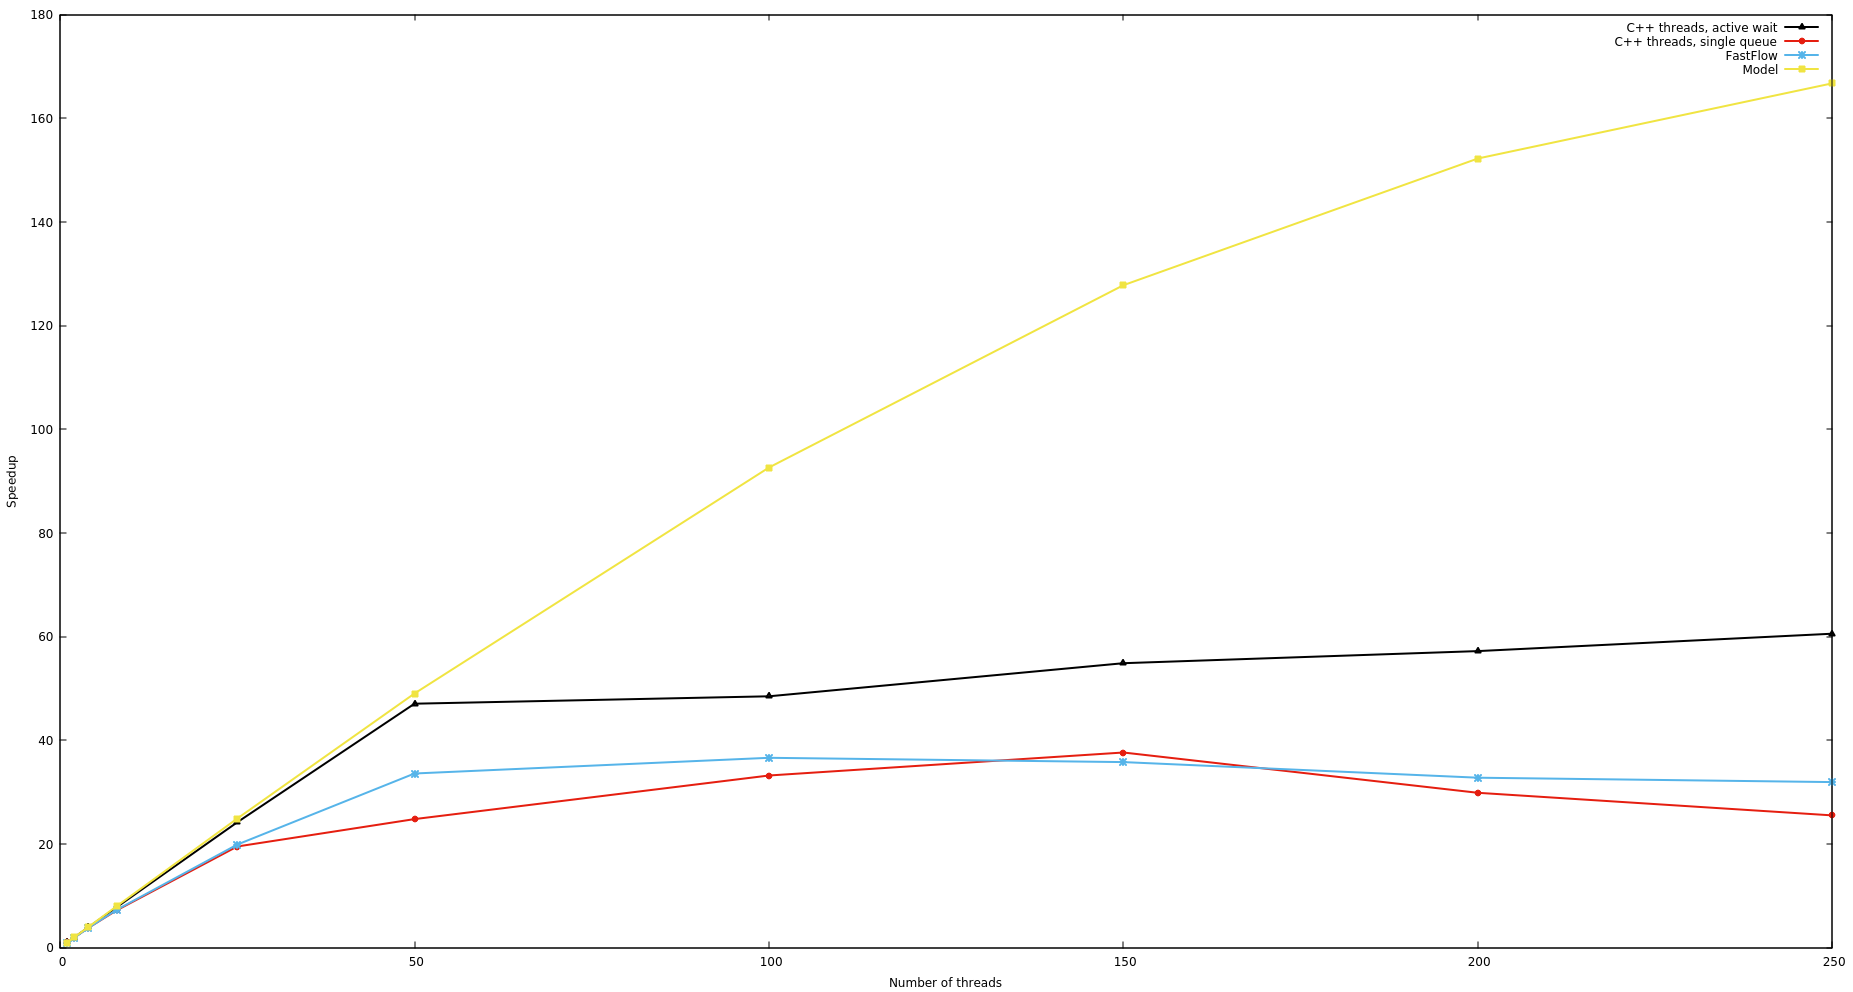 180
160
140
120
100
80
60
40
20
0
Speedup
C++ threads, active wait
C++ threads, single queue
FastFlow
Model
0 50 100 150 200 250
Number of threads